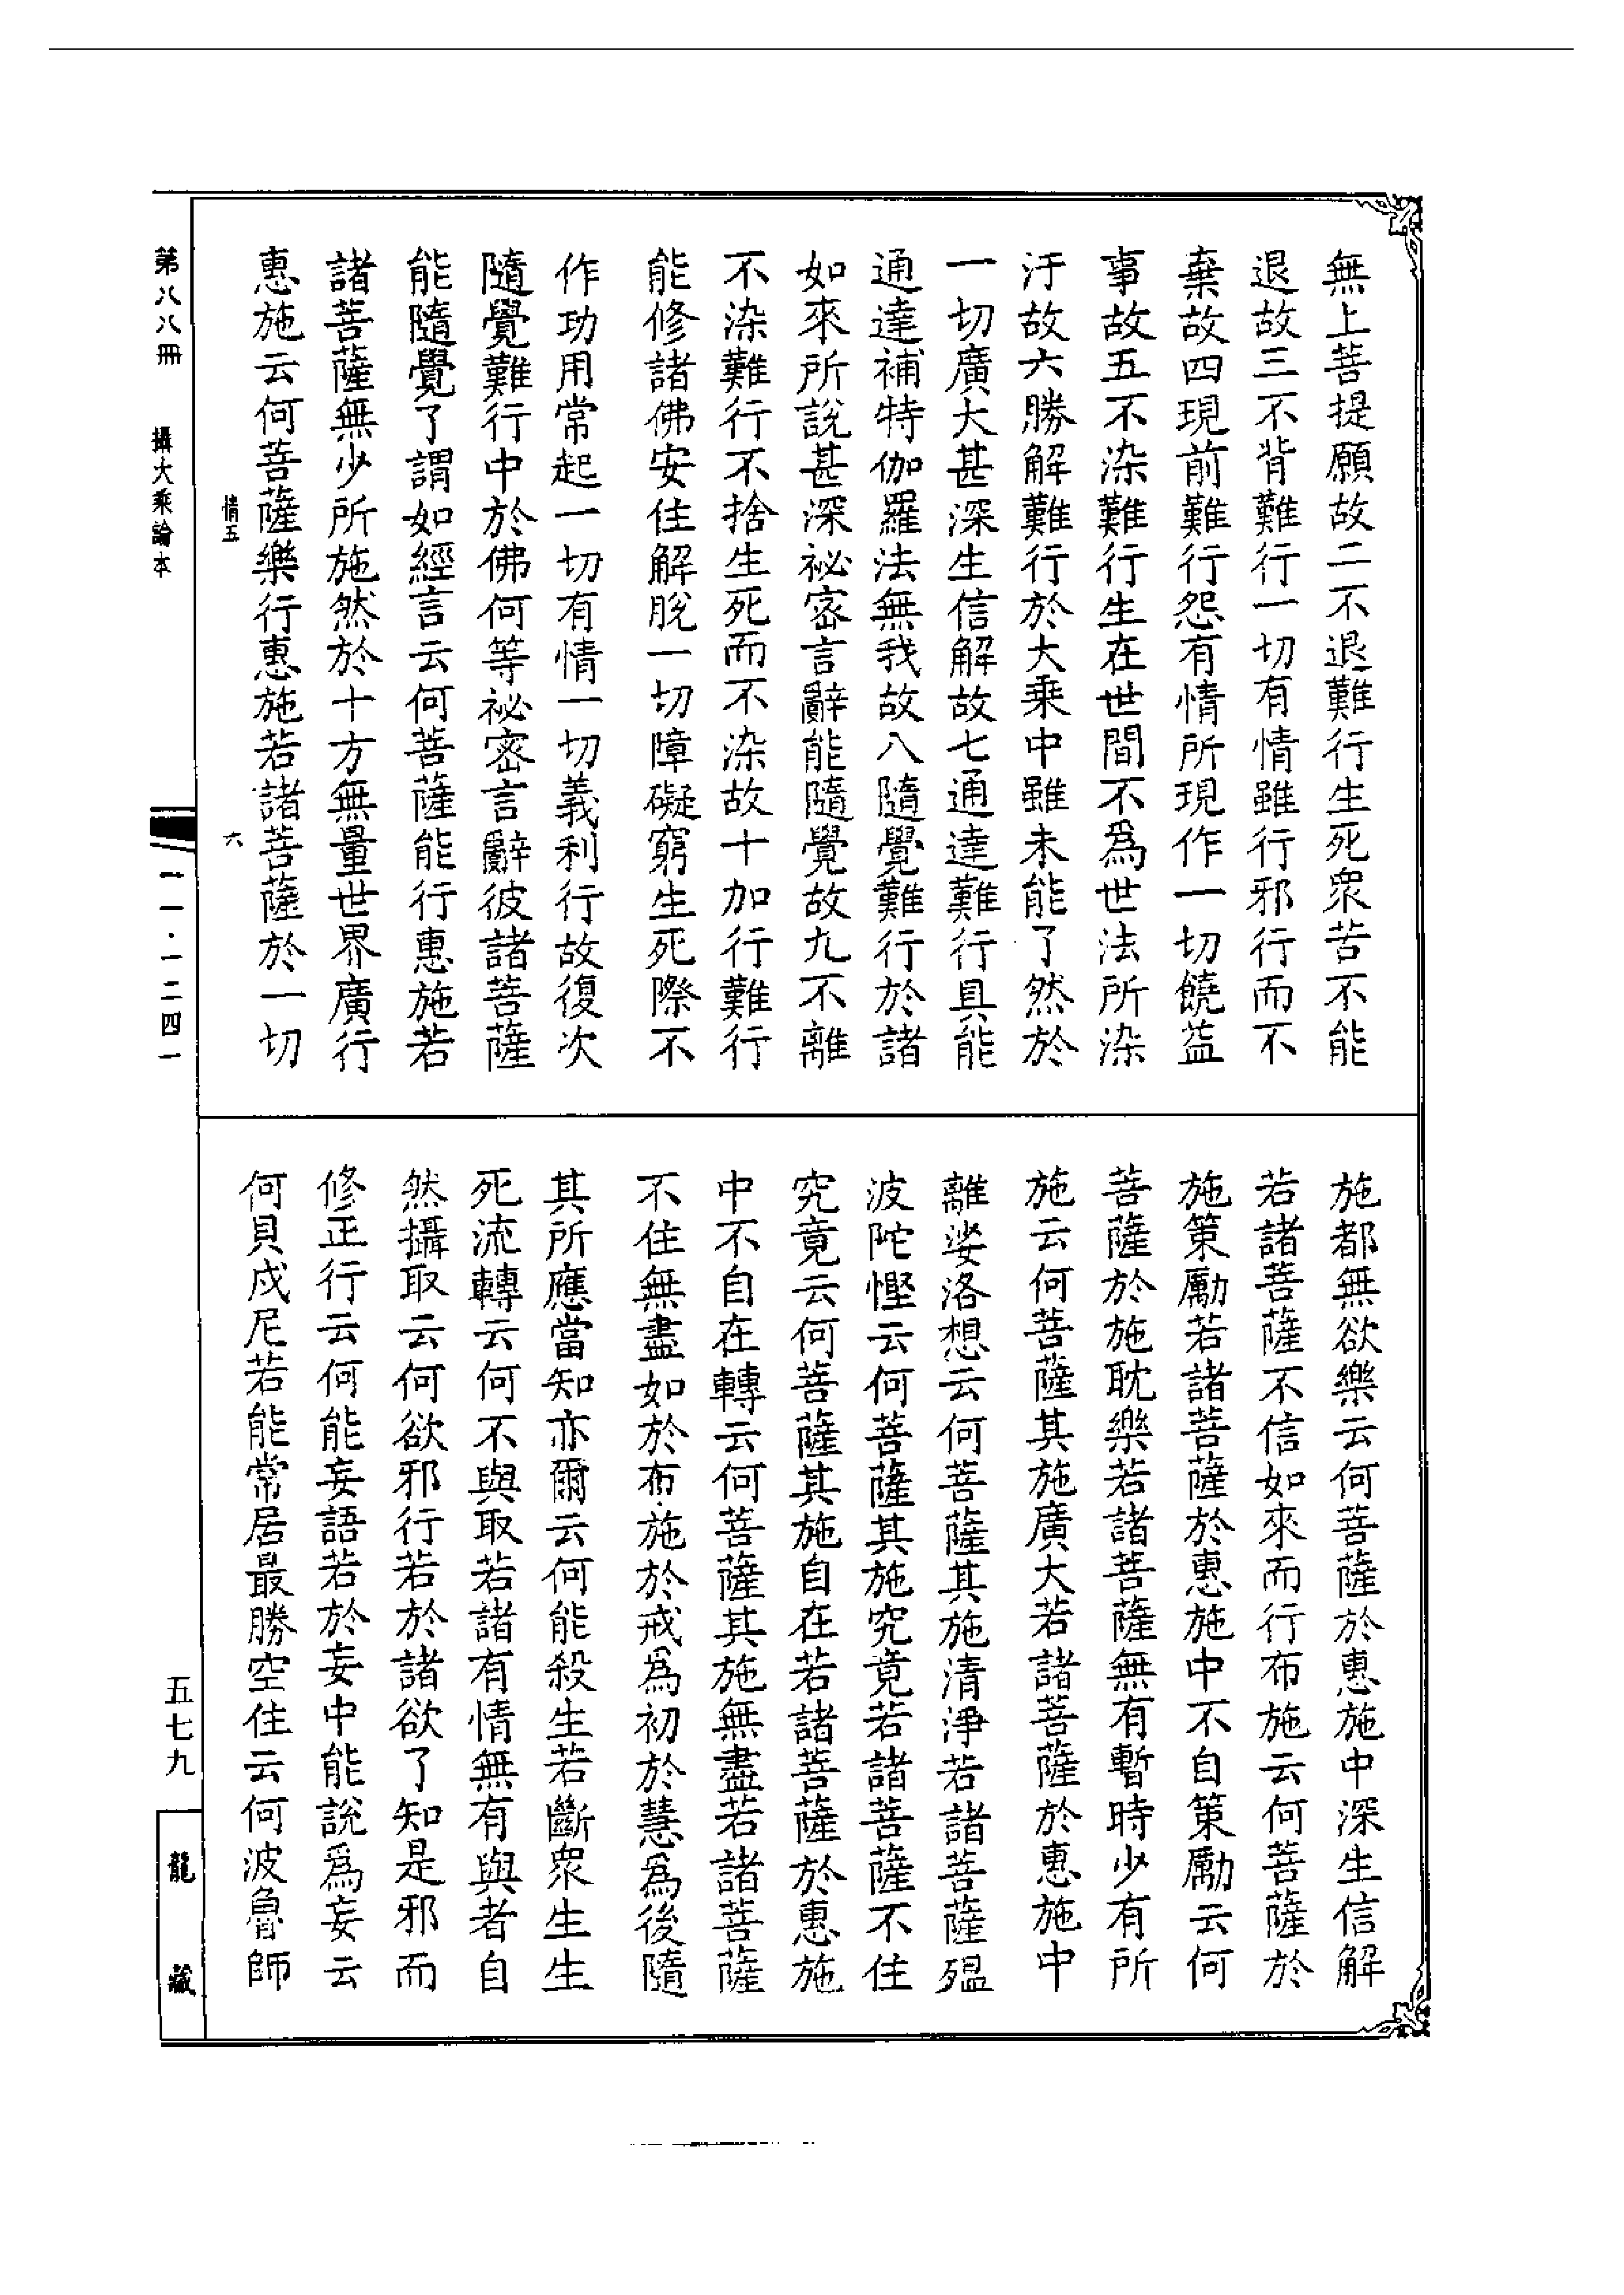 無上菩提願故二不退難行生死衆苦不能
退故三不背難行一切有情雖行邪行而不
棄故四現前難行怨有情所現作一切饒益
事故五不染難行生在世間不爲世法所染
汙故六勝解難行於大乘中雖未能了然於
一切廣大甚深生信解故七通達難行具能
通達補特伽羅法無我故八隨覺難行於諸
如來所說甚深祕密言辭能隨覺故九不離
不染難行不捨生死而不染故十加行難行
能修諸佛安住解脫一切障礙窮生死際不
作功用常起一切有情一切義利行故復次
隨覺難行中於佛何等祕密言辭彼諸菩薩
能隨覺了謂如經言云何菩薩能行惠施若
諸菩薩無少所施然於十方無量世界廣行
惠施云何菩薩樂行惠施若諸菩薩於一切
施都無欲樂云何菩薩於惠施中深生信解
若諸菩薩不信如來而行布施云何菩薩於
施策勵若諸菩薩於惠施中不自策勵云何
菩薩於施耽樂若諸菩薩無有暫時少有所
施云何菩薩其施廣大若諸菩薩於惠施中
離娑洛想云何菩薩其施清淨若諸菩薩殟
波陀慳云何菩薩其施究竟若諸菩薩不住
究竟云何菩薩其施自在若諸菩薩於惠施
中不自在轉云何菩薩其施無盡若諸菩薩
不住無盡如於布施於戒爲初於慧爲後隨
其所應當知亦爾云何能殺生若斷衆生生
死流轉云何不與取若諸有情無有與者自
然攝取云何欲邪行若於諸欲了知是邪而
修正行云何能妄語若於妄中能說爲妄云
何貝戍尼若能常居最勝空住云何波魯師
情五
六
第八八冊
攝大乘論本
一一·一二四一
五七九
龍藏